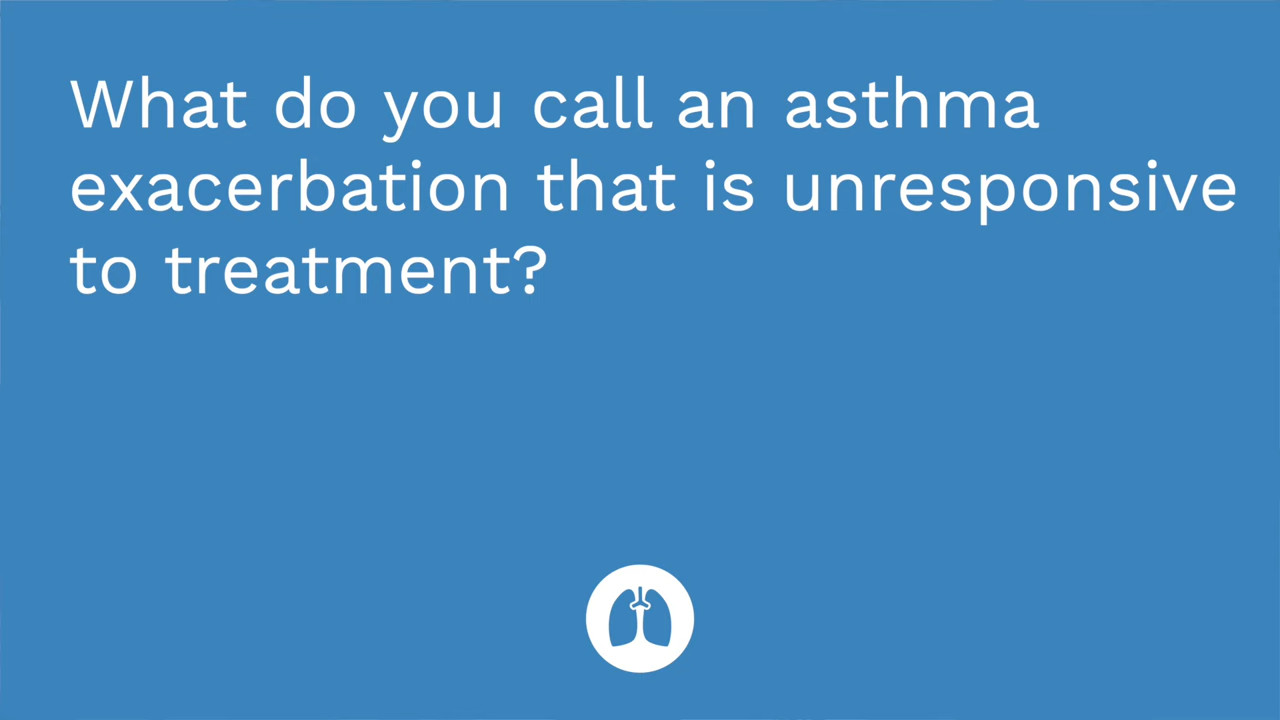 What do you call an asthma
exacerbation that is unresponsive
to treatment?